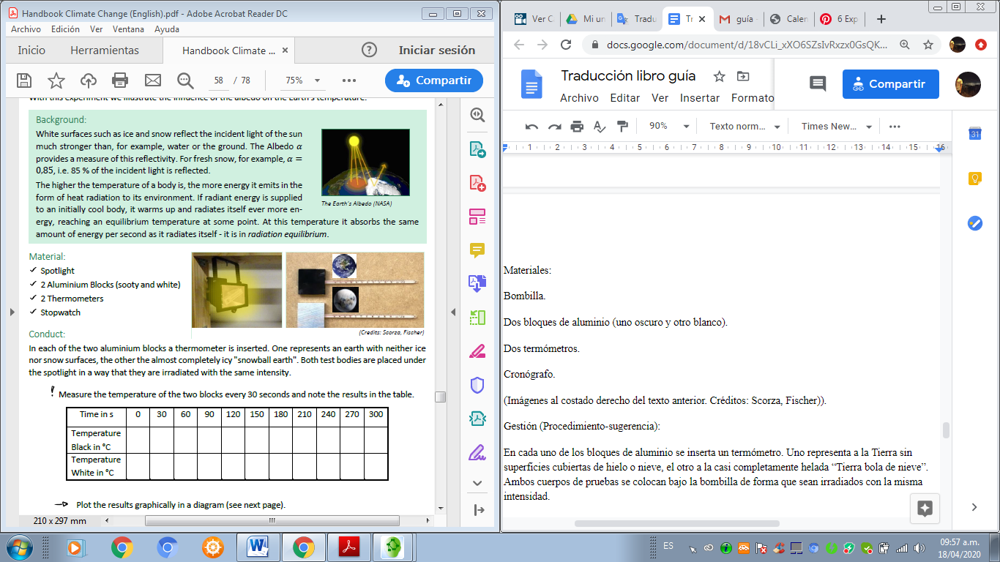 Handbook Climate Change (English).pdf - Adobe Acrobat Reader DC
Archivo Edición Ver Ventana Ayuda
Inicio Herramientas Handbook Climate ... × ? Iniciar sesión
58 / 78 75% Compartir
With this experiment we illustrate the influence of the albedo on the Earth's temperature.
Background:
White surfaces such as ice and snow reflect the incident light of the sun
much stronger than, for example, water or the ground. The Albedo α
provides a measure of this reflectivity. For fresh snow, for example, α =
0,85, i.e. 85 % of the incident light is reflected.
The higher the temperature of a body is, the more energy it emits in the
form of heat radiation to its environment. If radiant energy is supplied
to an initially cool body, it warms up and radiates itself ever more en-
ergy, reaching an equilibrium temperature at some point. At this temperature it absorbs the same
amount of energy per second as it radiates itself - it is in radiation equilibrium.
The Earth's Albedo (NASA)
Material:
✓ Spotlight
✓ 2 Aluminium Blocks (sooty and white)
✓ 2 Thermometers
✓ Stopwatch
(Credits: Scorza, Fischer)
Conduct:
In each of the two aluminium blocks a thermometer is inserted. One represents an earth with neither ice
nor snow surfaces, the other the almost completely icy "snowball earth". Both test bodies are placed under
the spotlight in a way that they are irradiated with the same intensity.
! Measure the temperature of the two blocks every 30 seconds and note the results in the table.
Time in s 0 30 60 90 120 150 180 210 240 270 300
Temperature
Black in °C
Temperature
White in °C
Plot the results graphically in a diagram (see next page).
210 x 297 mm
Ver C Mi un Tradu Tr × guía - Calen 6 Exp
docs.google.com/document/d/18vCLi_xXO6SZsIvRxzx0GsQK...
Traducción libro guía
Archivo Editar Ver Insertar Formato
Compartir
90% Texto norm... Times New...
1 2 3 4 5 6 7 8 9 10 11 12 13 14 15 16
31
Materiales:
Bombilla.
Dos bloques de aluminio (uno oscuro y otro blanco).
Dos termómetros.
Cronógrafo.
(Imágenes al costado derecho del texto anterior. Créditos: Scorza, Fischer)).
Gestión (Procedimiento-sugerencia):
En cada uno de los bloques de aluminio se inserta un termómetro. Uno representa a la Tierra sin
superficies cubiertas de hielo o nieve, el otro a la casi completamente helada “Tierra bola de nieve”.
Ambos cuerpos de pruebas se colocan bajo la bombilla de forma que sean irradiados con la misma
intensidad.
ES
09:57 a.m.
18/04/2020